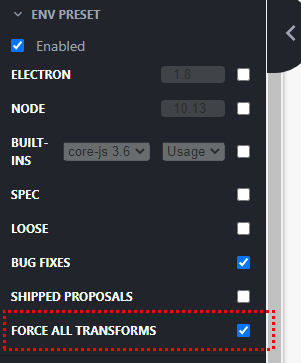 ENV PRESET
Enabled
ELECTRON 1.8
NODE 10.13
BUILT-
INS core-js 3.6 Usage
SPEC
LOOSE
BUG FIXES
SHIPPED PROPOSALS
FORCE ALL TRANSFORMS